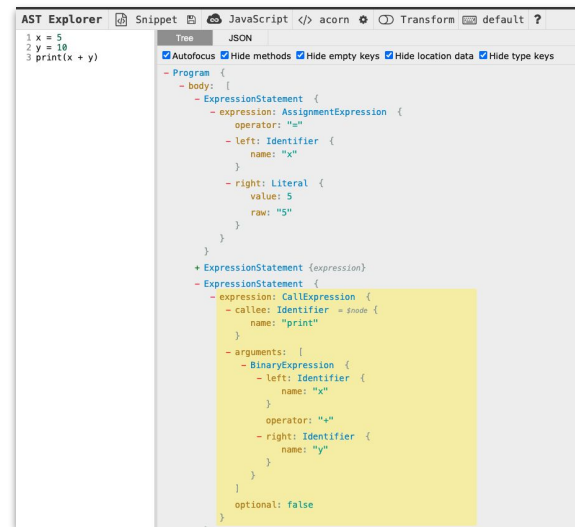 AST Explorer Snippet JavaScript </> acorn Transform default ?
1 x = 5
2 y = 10
3 print(x + y)
Tree JSON
Autofocus Hide methods Hide empty keys Hide location data Hide type keys
- Program {
- body: [
- ExpressionStatement {
- expression: AssignmentExpression {
operator: "="
- left: Identifier {
name: "x"
}
- right: Literal {
value: 5
raw: "5"
}
}
}
+ ExpressionStatement {expression}
- ExpressionStatement {
- expression: CallExpression {
- callee: Identifier = $node {
name: "print"
}
- arguments: [
- BinaryExpression {
- left: Identifier {
name: "x"
}
operator: "+"
- right: Identifier {
name: "y"
}
}
]
optional: false
}